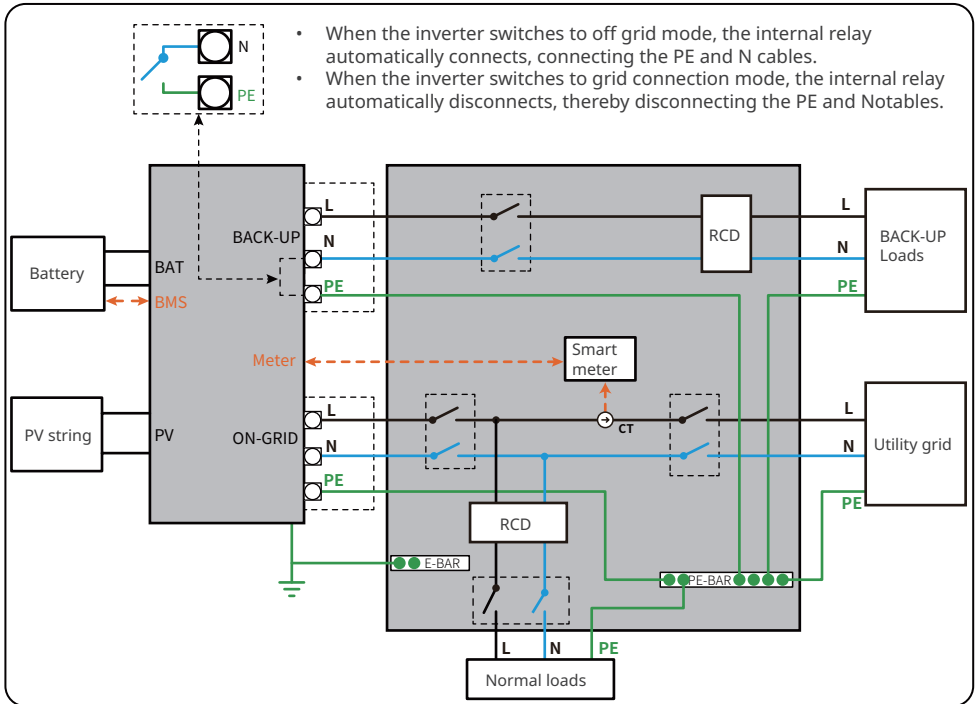 N
PE
• When the inverter switches to off grid mode, the internal relay
automatically connects, connecting the PE and N cables.
• When the inverter switches to grid connection mode, the internal relay
automatically disconnects, thereby disconnecting the PE and Notables.
L
L
BACK-UP
N
RCD
N
BACK-UP
Loads
Battery
BAT
PE
PE
BMS
Meter
Smart
meter
L
L
CT
PV string
PV
ON-GRID
N
N
Utility grid
PE
PE
RCD
E-BAR
PE-BAR
L
N
PE
Normal loads